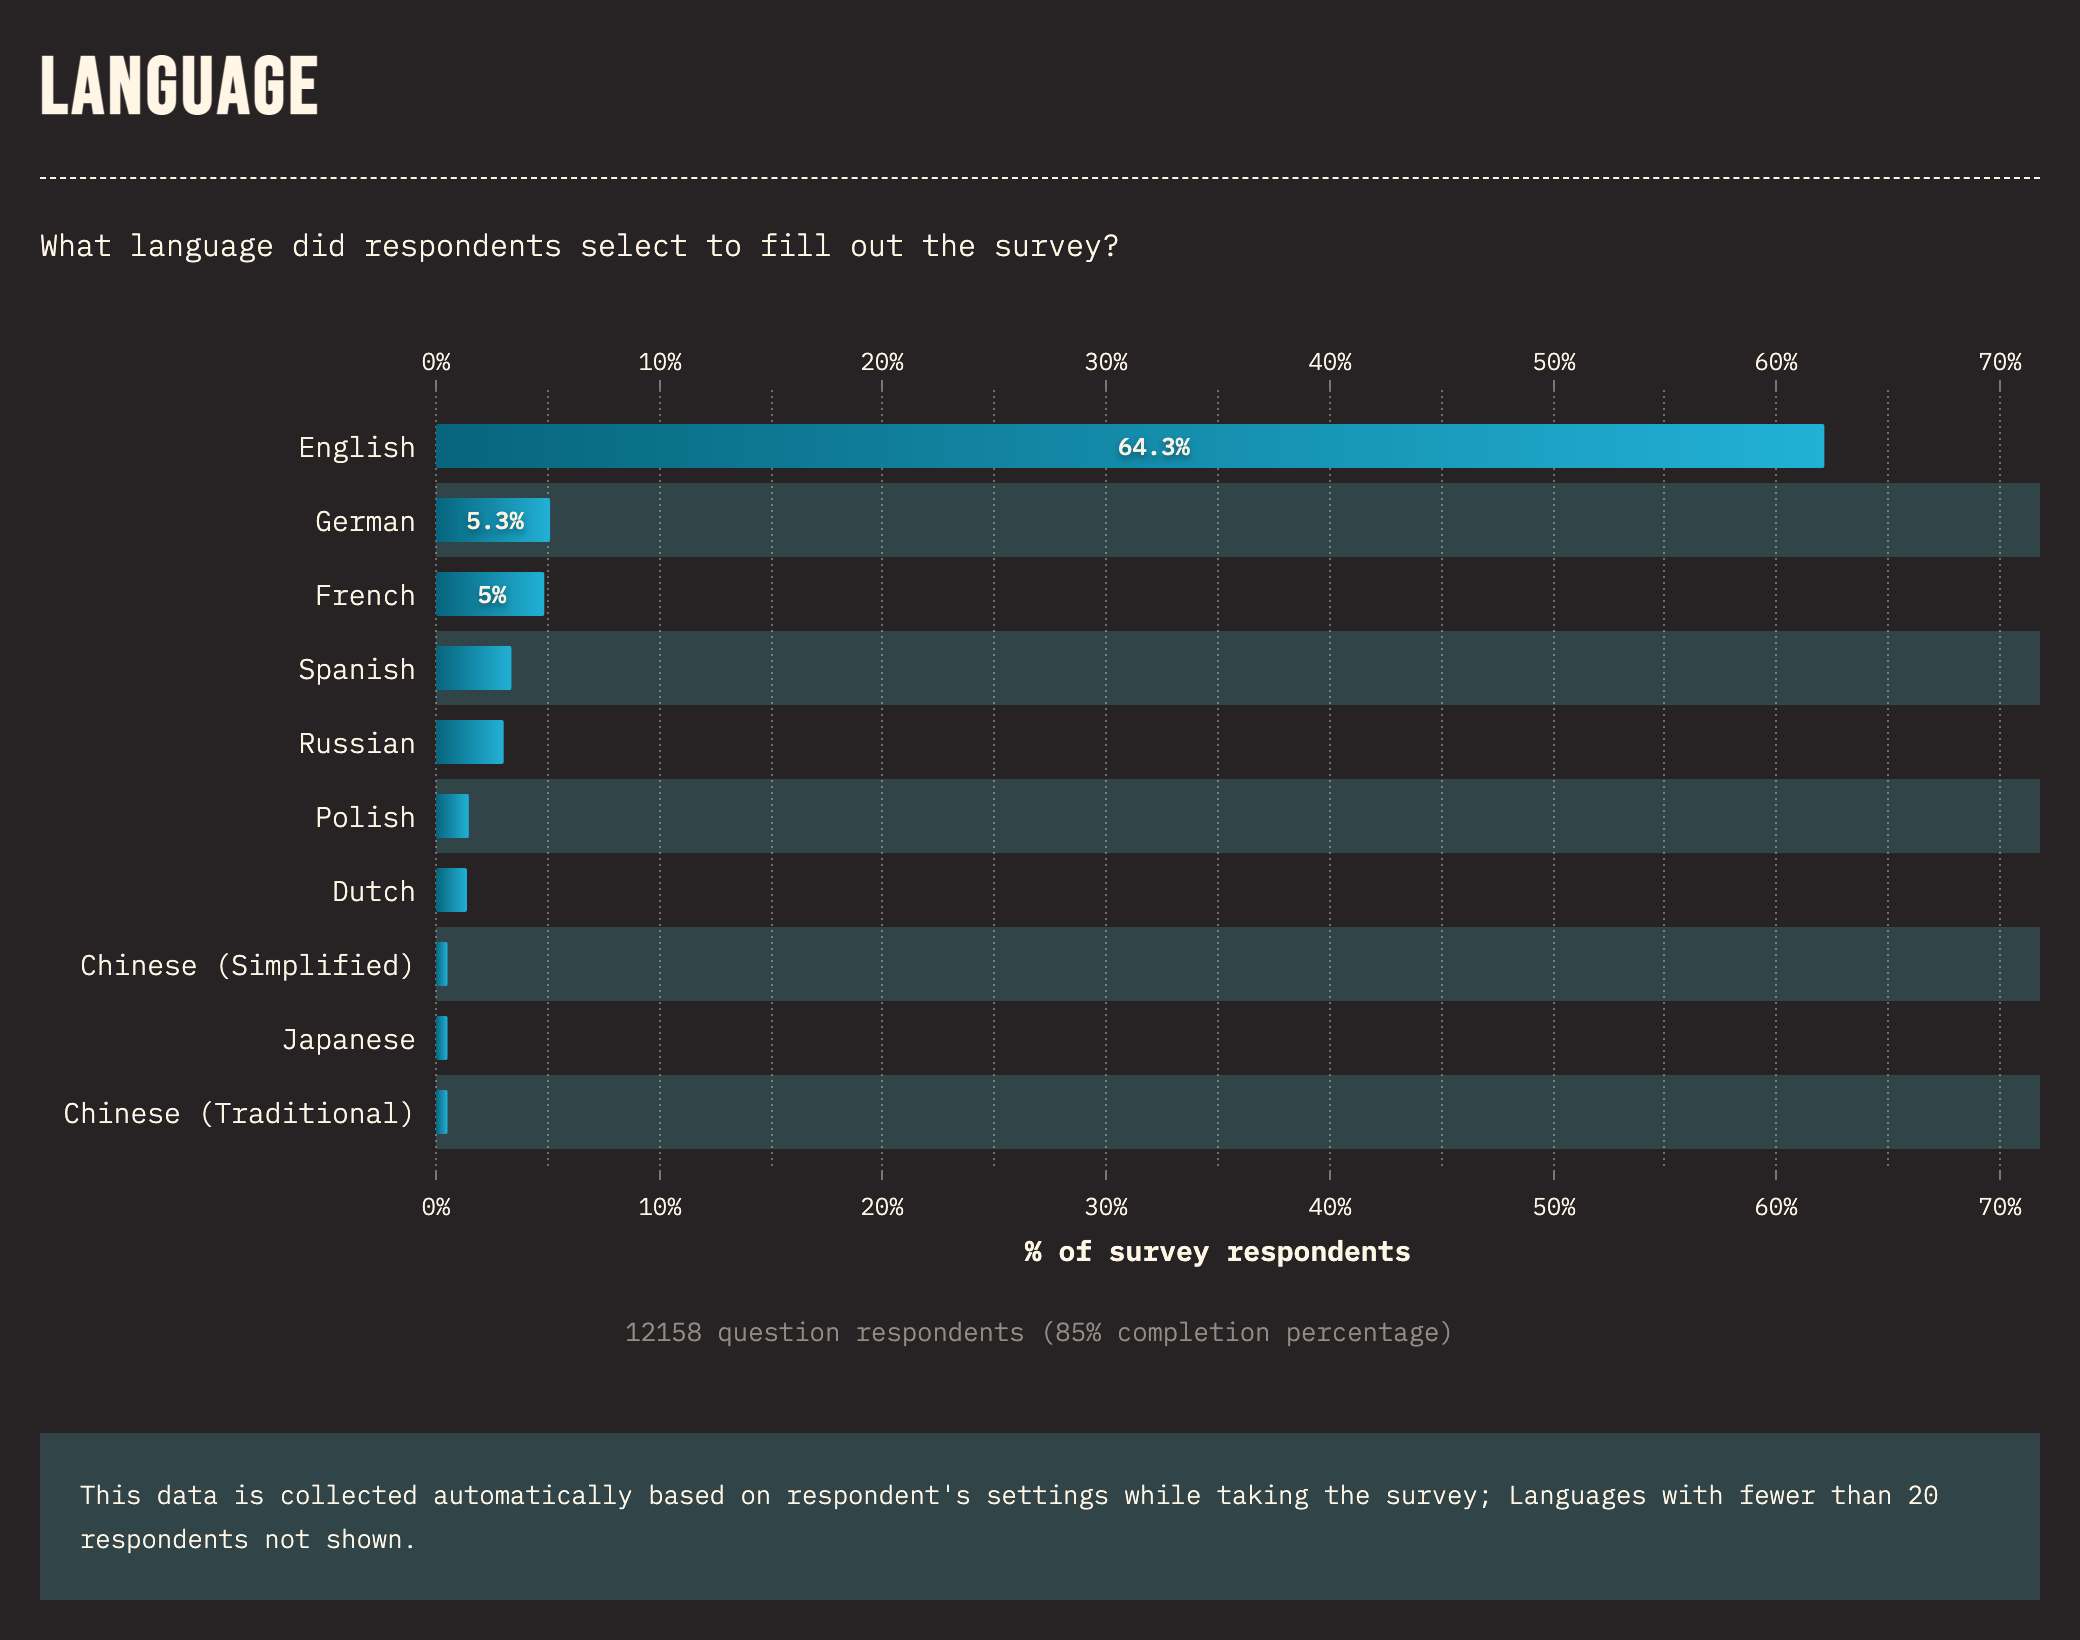 LANGUAGE
What language did respondents select to fill out the survey?
0% 10% 20% 30% 40% 50% 60% 70%
English 64.3%
German 5.3%
French 5%
Spanish
Russian
Polish
Dutch
Chinese (Simplified)
Japanese
Chinese (Traditional)
0% 10% 20% 30% 40% 50% 60% 70%
% of survey respondents
12158 question respondents (85% completion percentage)
This data is collected automatically based on respondent's settings while taking the survey; Languages with fewer than 20
respondents not shown.